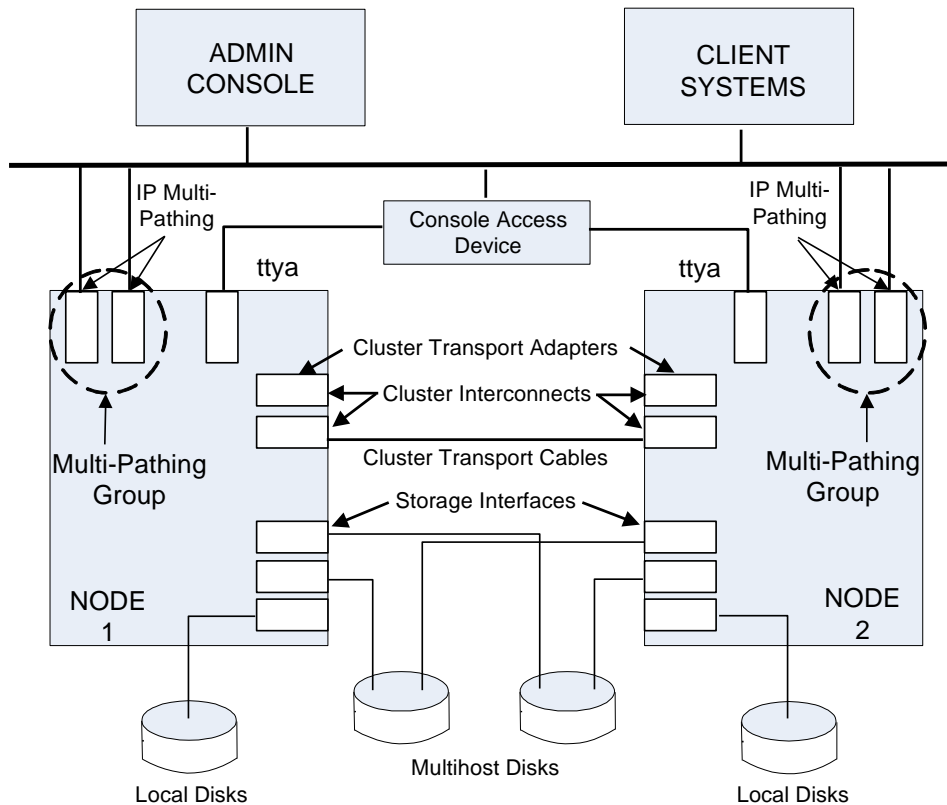 ADMIN
CONSOLE
CLIENT
SYSTEMS
IP Multi-
Pathing
Console Access
Device
IP Multi-
Pathing
ttya
ttya
Cluster Transport Adapters
Cluster Interconnects
Multi-Pathing
Group
Cluster Transport Cables
Multi-Pathing
Group
Storage Interfaces
NODE
1
NODE
2
Multihost Disks
Local Disks
Local Disks